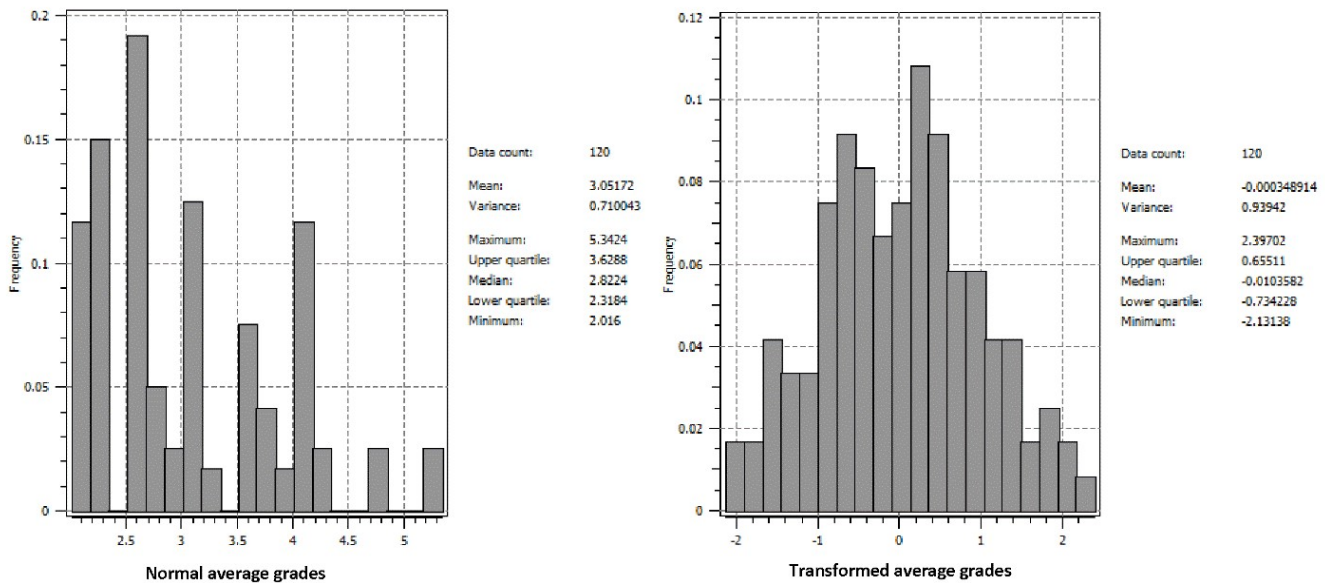 0.2
0.15
0.1
0.05
0
Frequency
2.5 3 3.5 4 4.5 5
Normal average grades
Data count: 120
Mean: 3.05172
Variance: 0.710043
Maximum: 5.3424
Upper quartile: 3.6288
Median: 2.8224
Lower quartile: 2.3184
Minimum: 2.016
0.12
0.1
0.08
0.06
0.04
0.02
0
Frequency
-2 -1 0 1 2
Transformed average grades
Data count: 120
Mean: -0.000348914
Variance: 0.93942
Maximum: 2.39702
Upper quartile: 0.65511
Median: -0.0103582
Lower quartile: -0.734228
Minimum: -2.13138